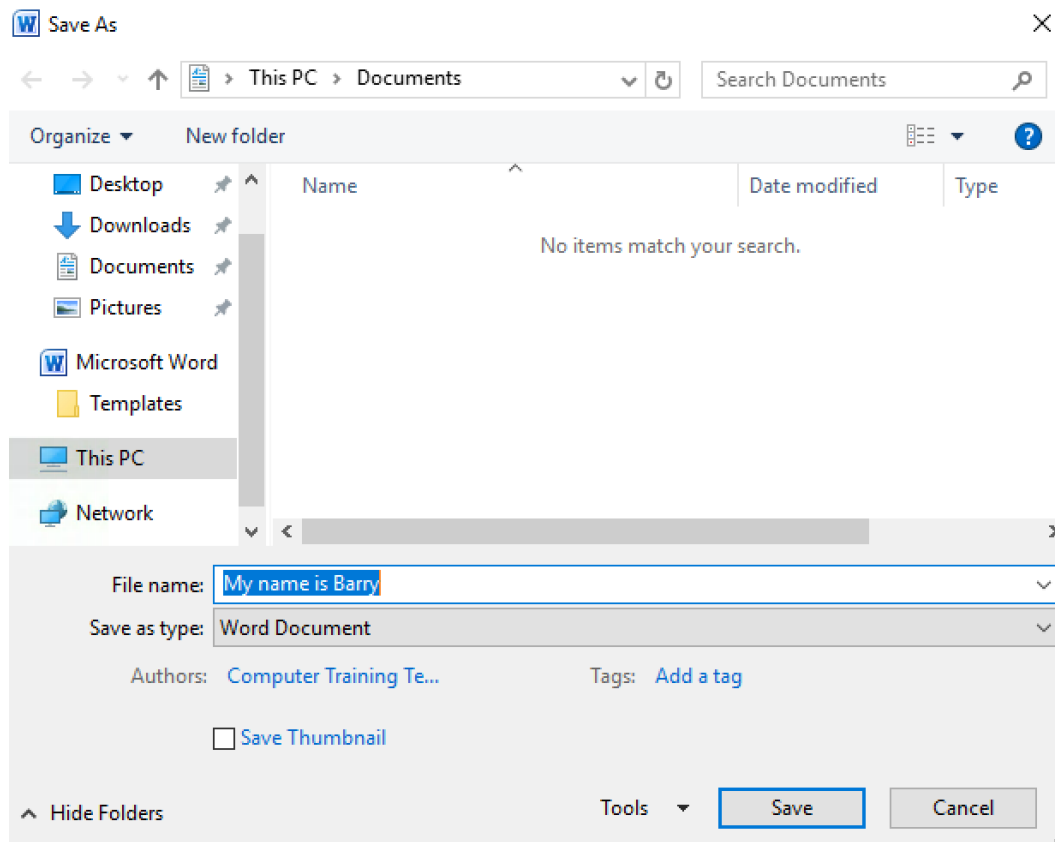 Save As
This PC > Documents
Search Documents
Organize
New folder
Desktop
Downloads
Documents
Pictures
Microsoft Word
Templates
This PC
Network
Name
Date modified
Type
No items match your search.
File name: My name is Barry
Save as type: Word Document
Authors: Computer Training Te...
Tags: Add a tag
Save Thumbnail
Hide Folders
Tools
Save
Cancel